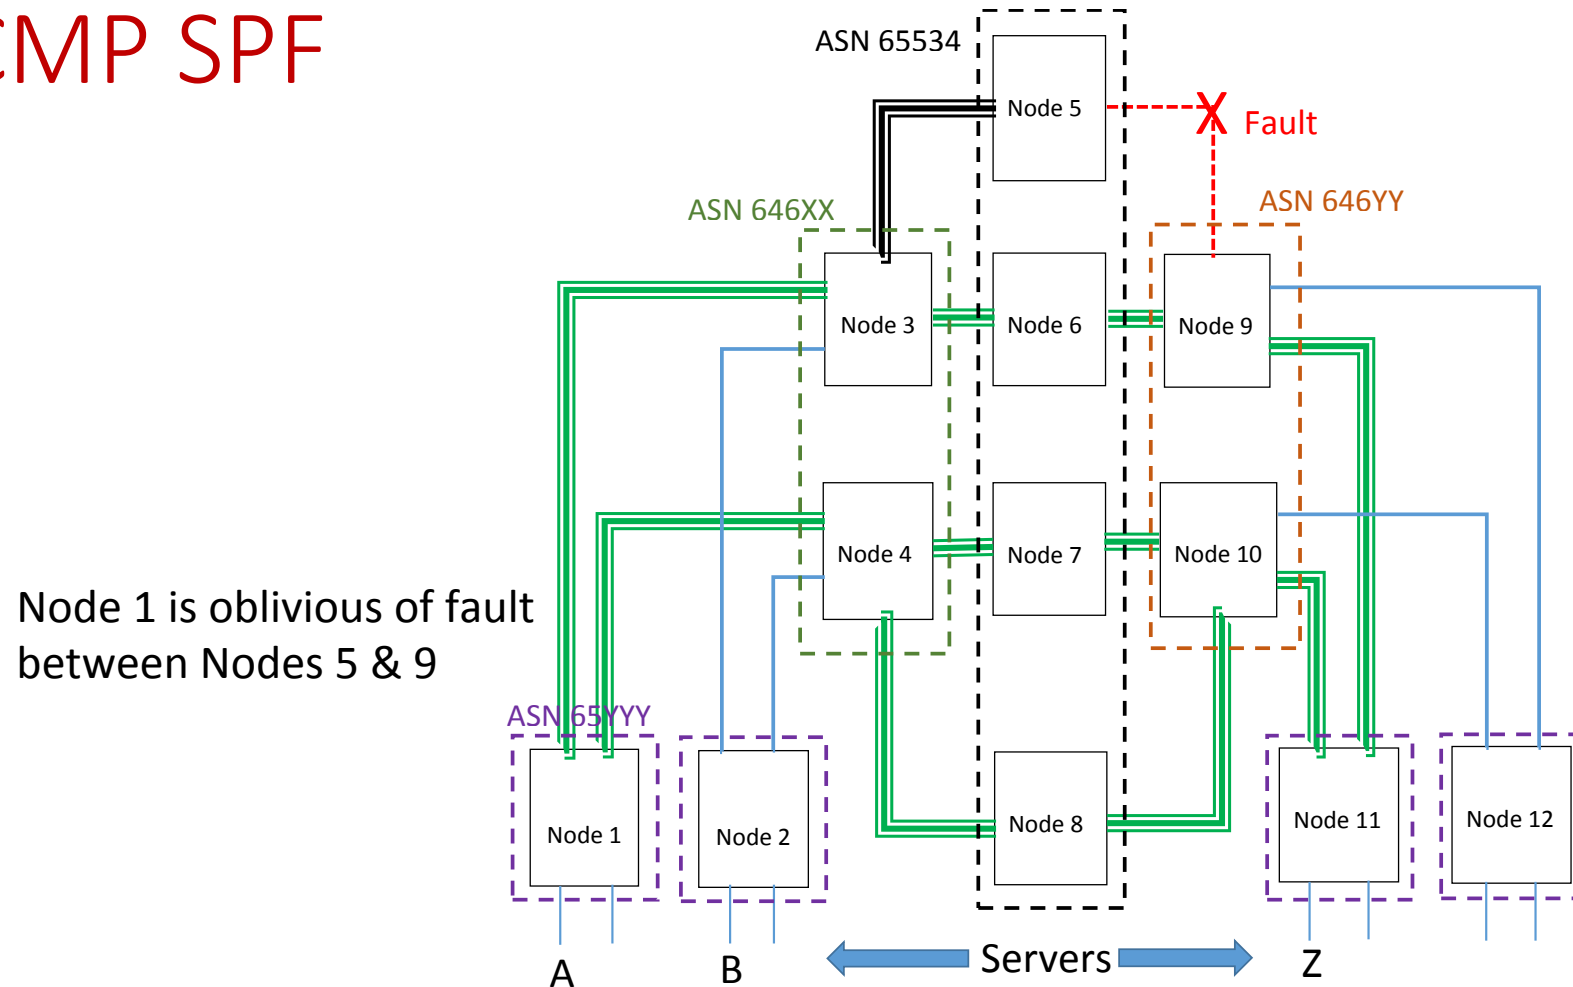 CMP SPF
ASN 65534
Node 5
X
Fault
ASN 646XX
ASN 646YY
Node 3
Node 6
Node 9
Node 4
Node 7
Node 10
Node 1 is oblivious of fault
between Nodes 5 & 9
ASN 65YYY
Node 1
Node 2
Node 8
Node 11
Node 12
A
B
Servers
Z